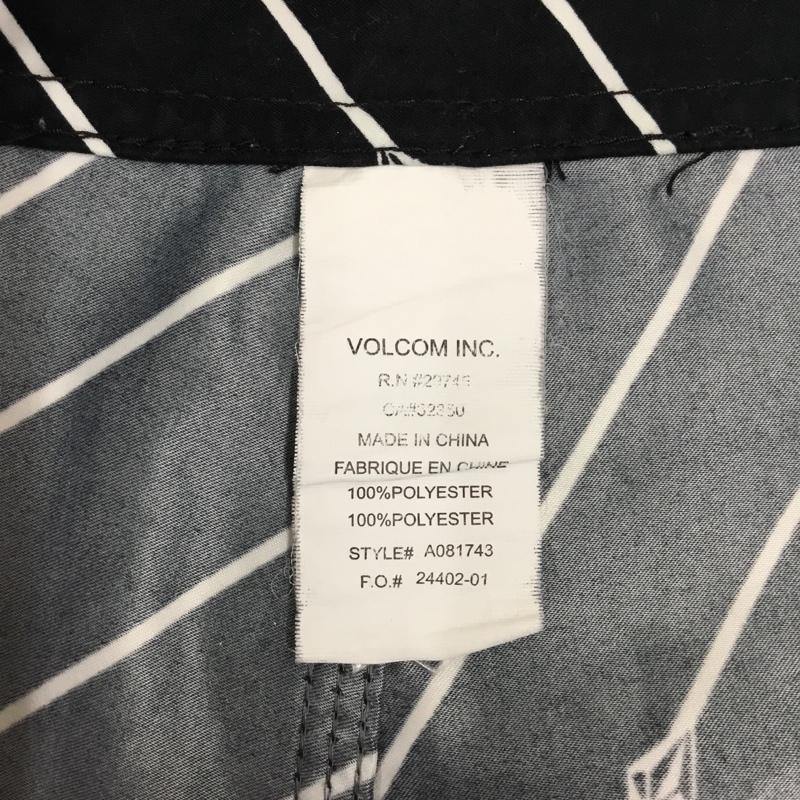 VOLCOM INC.
R.N
MADE IN CHINA
FABRIQUE EN CHINE
100%POLYESTER
100%POLYESTER
STYLE# A081743
F.O.# 24402-01